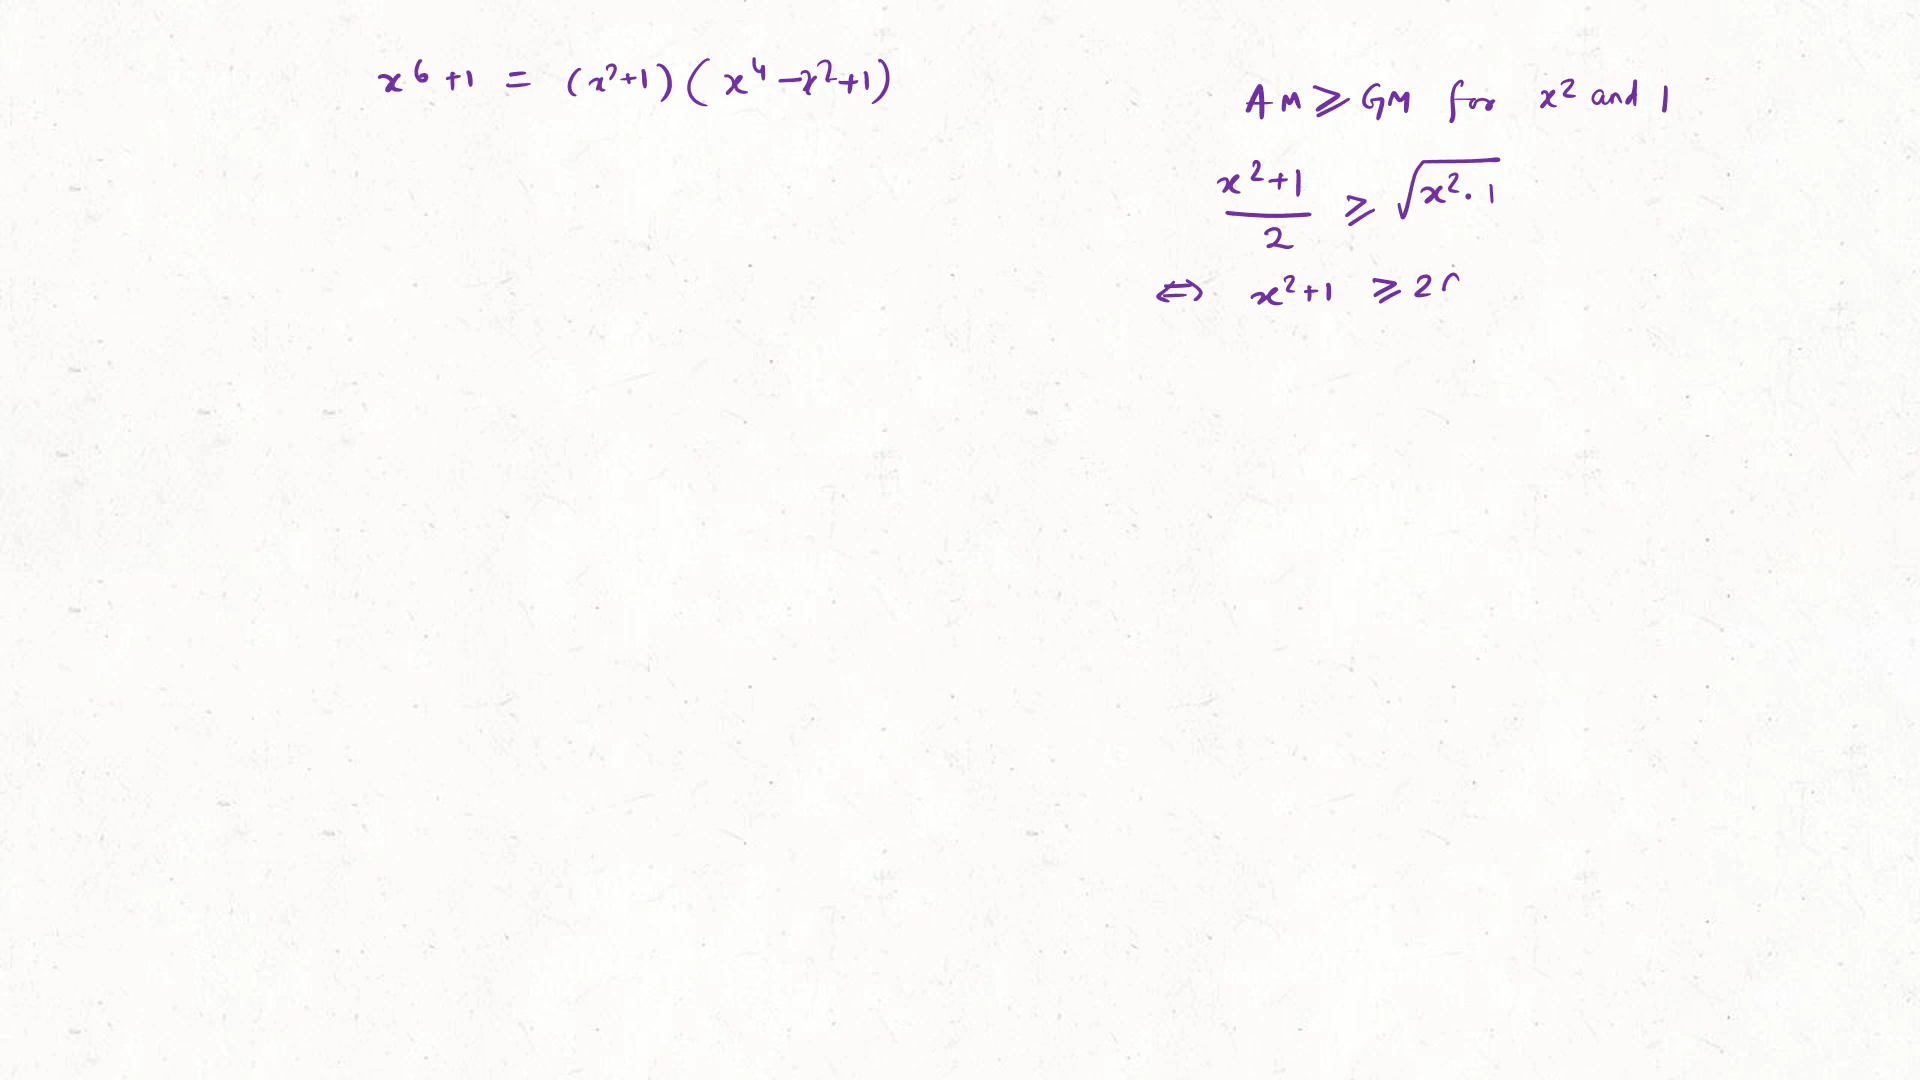 x⁶ + 1 = (x² + 1) (x⁴ − x² + 1)
AM ⩾ GM for x² and 1
(x² + 1)/2 ⩾ √(x² · 1)
⇔ x² + 1 ⩾ 2